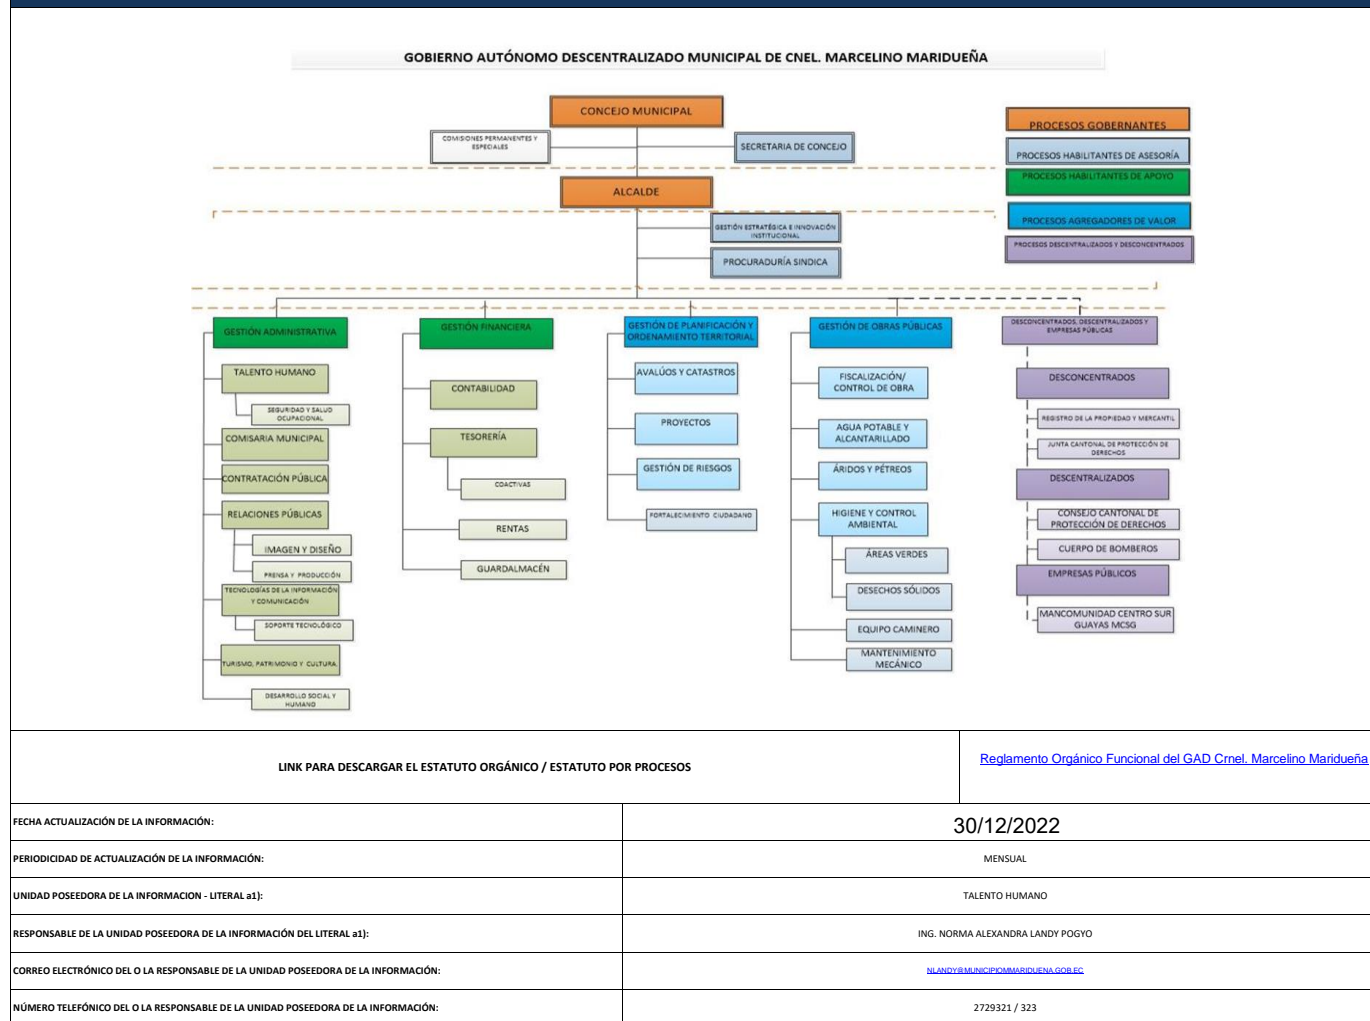 GOBIERNO AUTÓNOMO DESCENTRALIZADO MUNICIPAL DE CNEL. MARCELINO MARIDUEÑA
CONCEJO MUNICIPAL
COMISIONES PERMANENTES Y
ESPECIALES
SECRETARIA DE CONCEJO
ALCALDE
GESTIÓN ESTRATÉGICA E INNOVACIÓN
INSTITUCIONAL
PROCURADURÍA SINDICA
PROCESOS GOBERNANTES
PROCESOS HABILITANTES DE ASESORÍA
PROCESOS HABILITANTES DE APOYO
PROCESOS AGREGADORES DE VALOR
PROCESOS DESCENTRALIZADOS Y DESCONCENTRADOS
GESTIÓN ADMINISTRATIVA
TALENTO HUMANO
SEGURIDAD Y SALUD
OCUPACIONAL
COMISARIA MUNICIPAL
CONTRATACIÓN PÚBLICA
RELACIONES PÚBLICAS
IMAGEN Y DISEÑO
PRENSA Y PRODUCCIÓN
TECNOLOGÍAS DE LA INFORMACIÓN
Y COMUNICACIÓN
SOPORTE TECNOLÓGICO
TURISMO, PATRIMONIO Y CULTURA.
DESARROLLO SOCIAL Y
HUMANO
GESTIÓN FINANCIERA
CONTABILIDAD
TESORERÍA
COACTIVAS
RENTAS
GUARDALMACÉN
GESTIÓN DE PLANIFICACIÓN Y
ORDENAMIENTO TERRITORIAL
AVALÚOS Y CATASTROS
PROYECTOS
GESTIÓN DE RIESGOS
FORTALECIMIENTO CIUDADANO
GESTIÓN DE OBRAS PÚBLICAS
FISCALIZACIÓN/
CONTROL DE OBRA
AGUA POTABLE Y
ALCANTARILLADO
ÁRIDOS Y PÉTREOS
HIGIENE Y CONTROL
AMBIENTAL
ÁREAS VERDES
DESECHOS SÓLIDOS
EQUIPO CAMINERO
MANTENIMIENTO
MECÁNICO
DESCONCENTRADOS, DESCENTRALIZADOS Y
EMPRESAS PÚBLICAS
DESCONCENTRADOS
REGISTRO DE LA PROPIEDAD Y MERCANTIL
JUNTA CANTONAL DE PROTECCIÓN DE
DERECHOS
DESCENTRALIZADOS
CONSEJO CANTONAL DE
PROTECCIÓN DE DERECHOS
CUERPO DE BOMBEROS
EMPRESAS PÚBLICOS
MANCOMUNIDAD CENTRO SUR
GUAYAS MCSG
LINK PARA DESCARGAR EL ESTATUTO ORGÁNICO / ESTATUTO POR PROCESOS
Reglamento Orgánico Funcional del GAD Crnel. Marcelino Maridueña
FECHA ACTUALIZACIÓN DE LA INFORMACIÓN:
30/12/2022
PERIODICIDAD DE ACTUALIZACIÓN DE LA INFORMACIÓN:
MENSUAL
UNIDAD POSEEDORA DE LA INFORMACION - LITERAL a1):
TALENTO HUMANO
RESPONSABLE DE LA UNIDAD POSEEDORA DE LA INFORMACIÓN DEL LITERAL a1):
ING. NORMA ALEXANDRA LANDY POGYO
CORREO ELECTRÓNICO DEL O LA RESPONSABLE DE LA UNIDAD POSEEDORA DE LA INFORMACIÓN:
NLANDY@MUNICIPIOMMARIDUENA.GOB.EC
NÚMERO TELEFÓNICO DEL O LA RESPONSABLE DE LA UNIDAD POSEEDORA DE LA INFORMACIÓN:
2729321 / 323